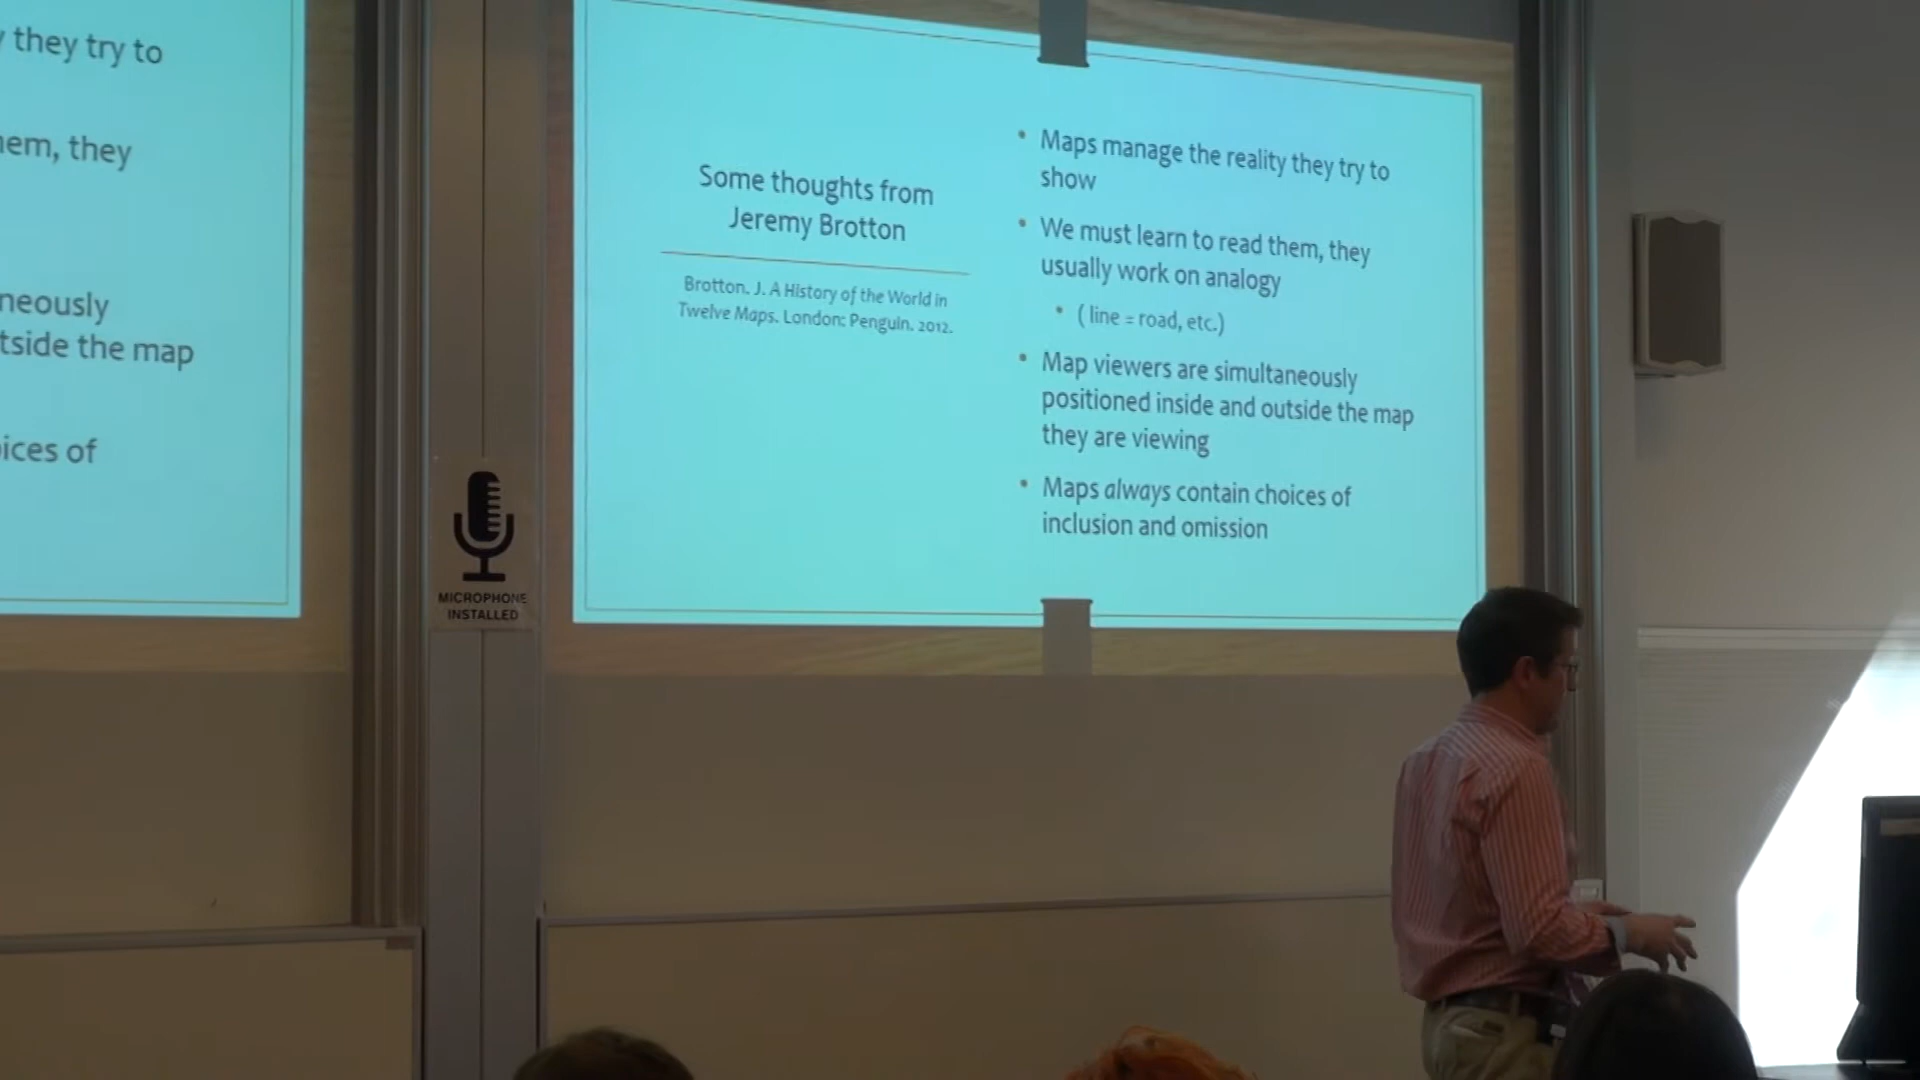 they try to
them, they
neously
tside the map
ices of
MICROPHONE
INSTALLED
Some thoughts from
Jeremy Brotton
Brotton, J. A History of the World in
Twelve Maps. London: Penguin. 2012.
• Maps manage the reality they try to
show
• We must learn to read them, they
usually work on analogy
• ( line = road, etc.)
• Map viewers are simultaneously
positioned inside and outside the map
they are viewing
• Maps always contain choices of
inclusion and omission